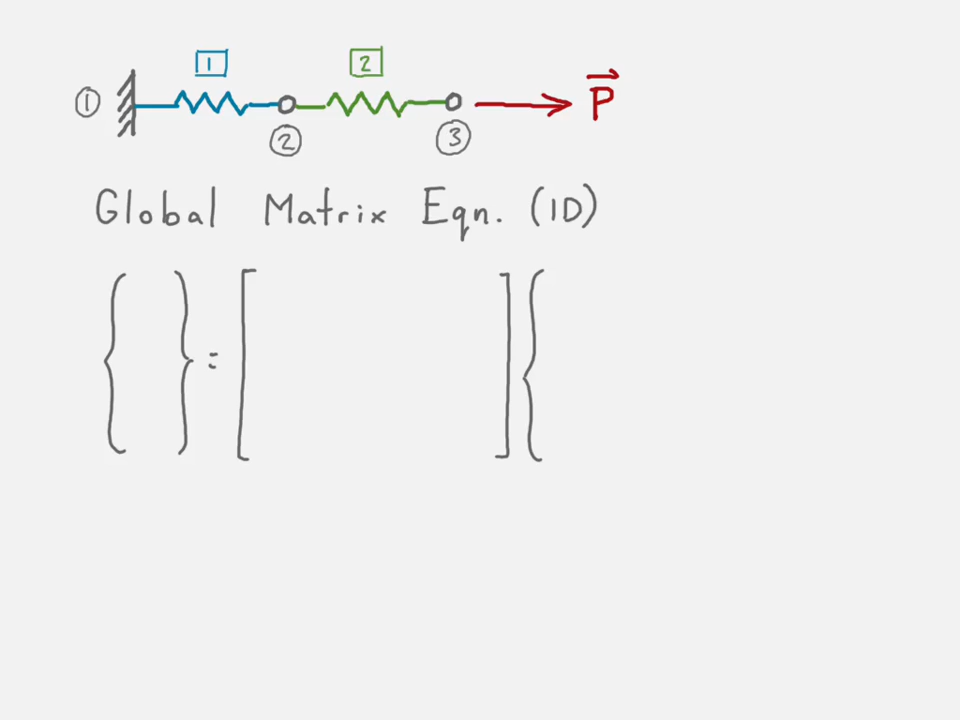 1 2
① P⃗
② ③
Global Matrix Eqn. (1D)
{ } = [ ] {